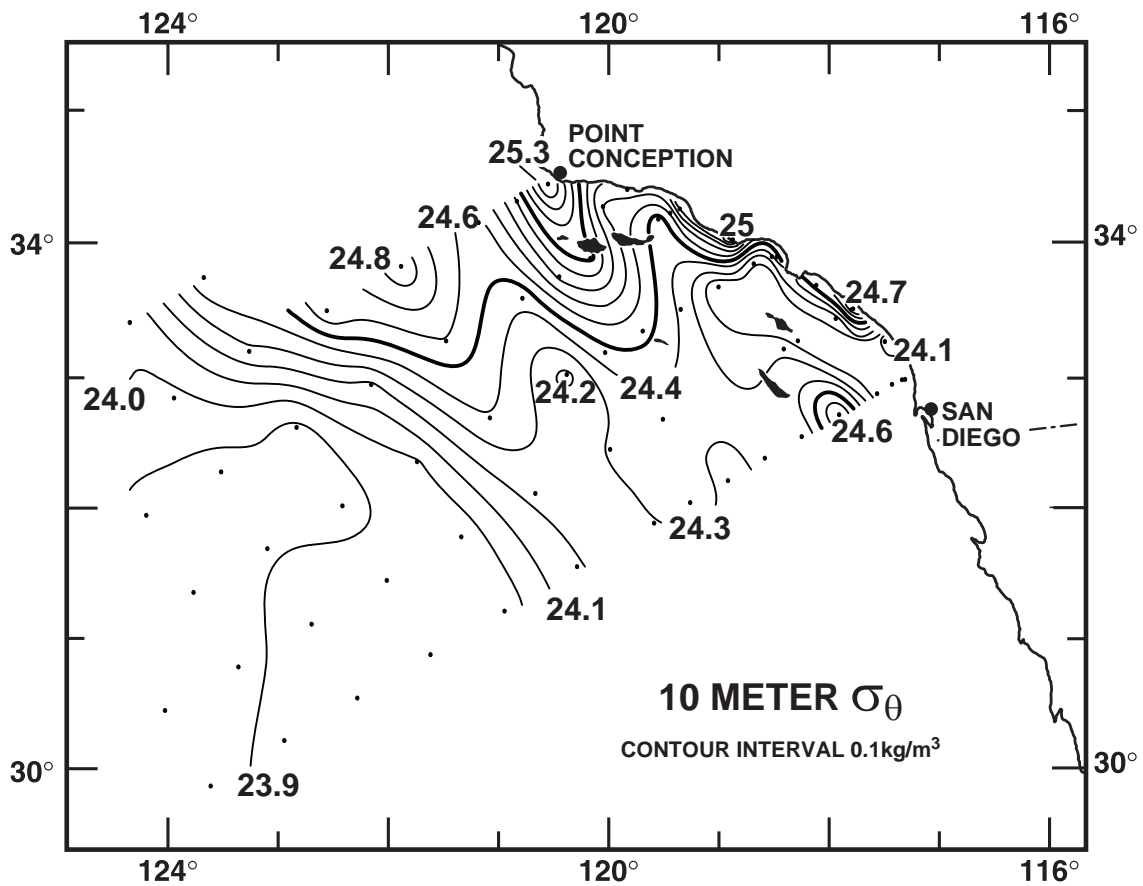 124° 120° 116°
POINT
CONCEPTION
25.3
24.6
25
34° 34°
24.8
24.7
24.1
24.0
24.2
24.4
24.6
SAN
DIEGO
24.3
24.1
10 METER σθ
CONTOUR INTERVAL 0.1kg/m³
30° 30°
23.9
124° 120° 116°